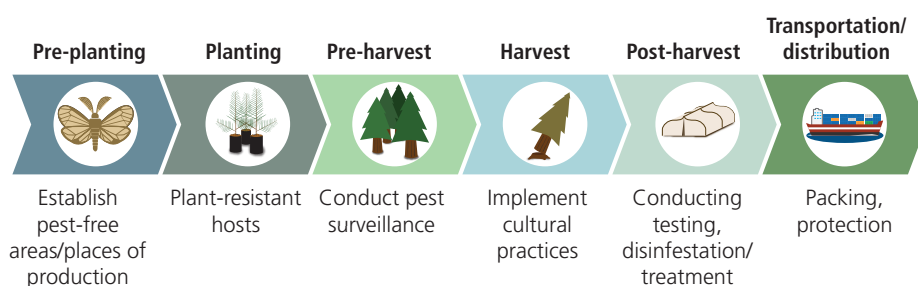 Pre-planting
Planting
Pre-harvest
Harvest
Post-harvest
Transportation/
distribution
Establish
pest-free
areas/places of
production
Plant-resistant
hosts
Conduct pest
surveillance
Implement
cultural
practices
Conducting
testing,
disinfestation/
treatment
Packing,
protection